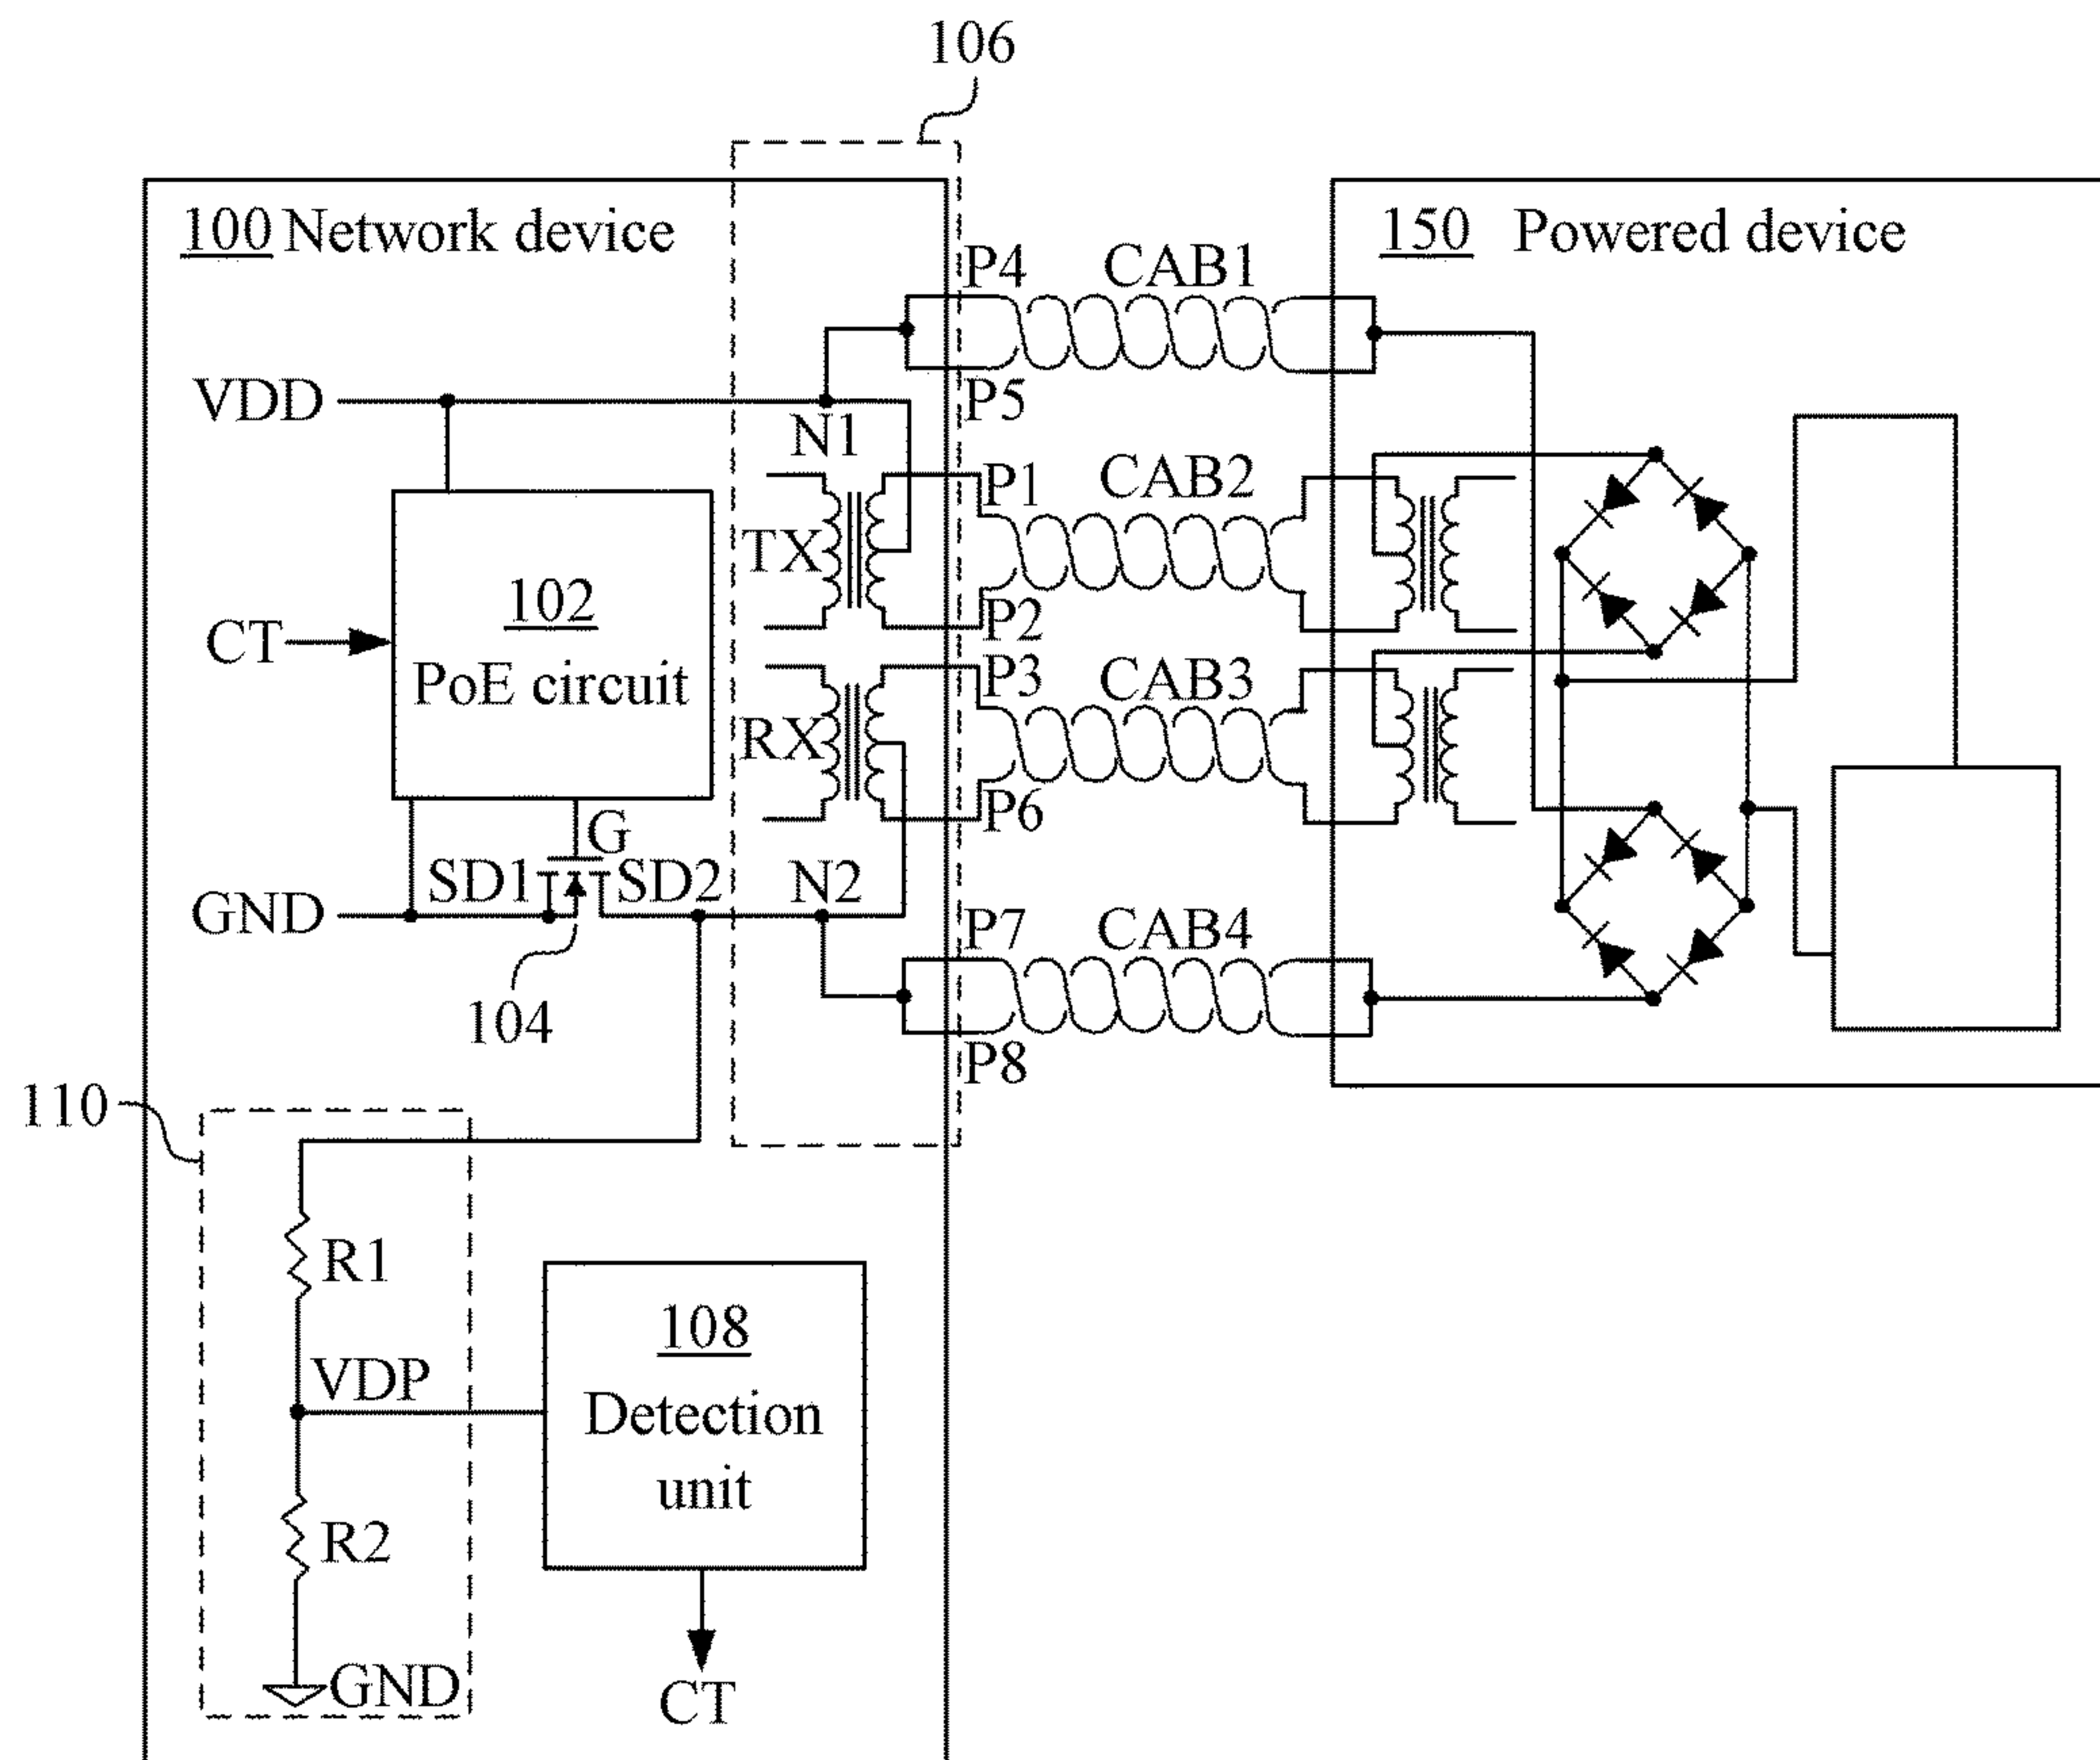 106
100 Network device
150 Powered device
P4 CAB1
VDD
P5
N1
P1 CAB2
TX
102
PoE circuit
CT
P2
P3 CAB3
RX
P6
G
SD1 SD2 N2
GND
P7 CAB4
104
P8
110
R1
108
Detection
unit
VDP
R2
GND
CT